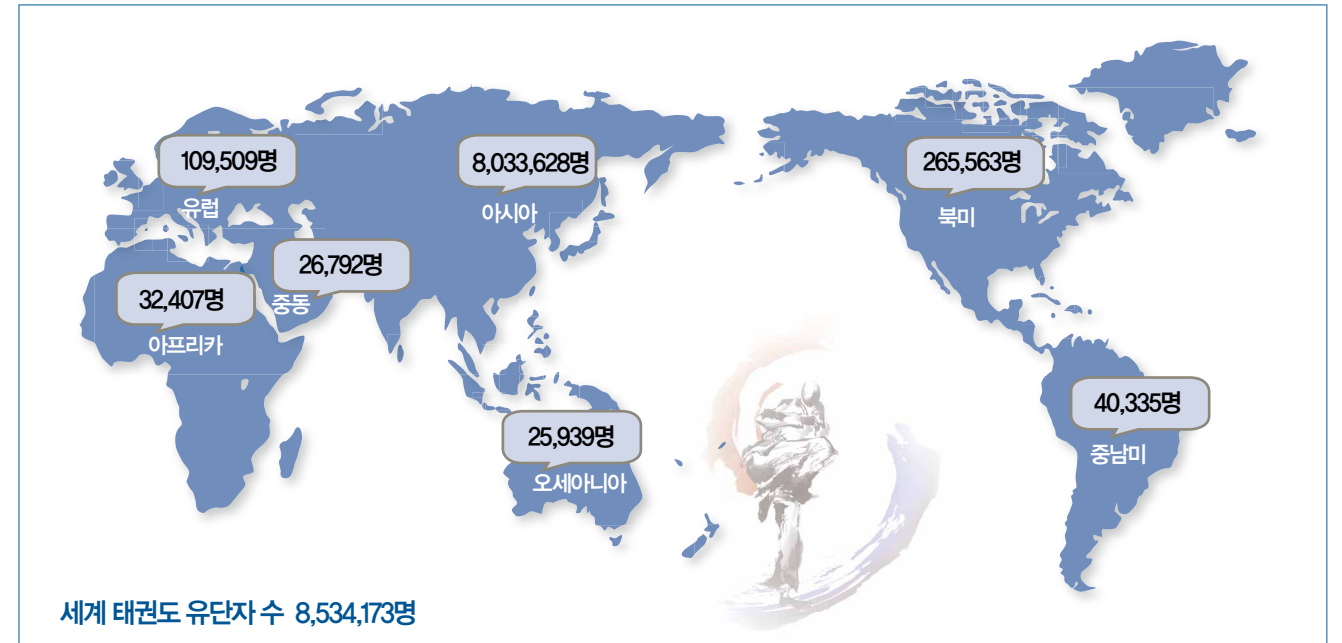 109,509명
유럽
8,033,628명
아시아
265,563명
북미
26,792명
중동
32,407명
아프리카
40,335명
중남미
25,939명
오세아니아
세계 태권도 유단자 수 8,534,173명